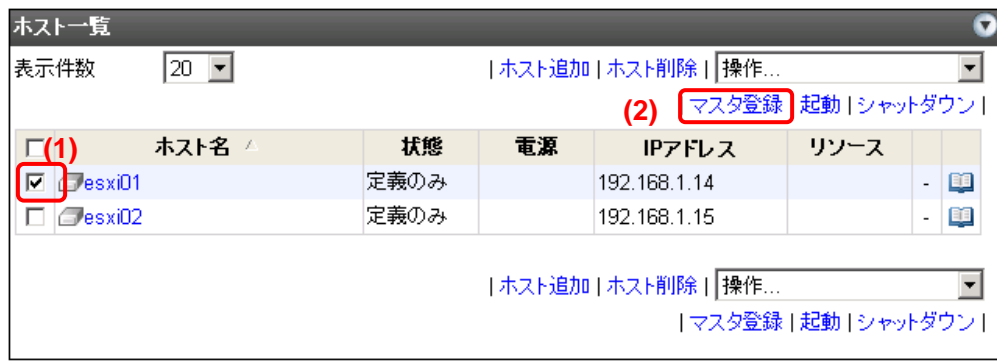 ホスト一覧
表示件数 20 | ホスト追加 | ホスト削除 | 操作...
(2) マスタ登録 起動 | シャットダウン |
(1) ホスト名 状態 電源 IPアドレス リソース
esxi01 定義のみ 192.168.1.14 -
esxi02 定義のみ 192.168.1.15 -
| ホスト追加 | ホスト削除 | 操作...
| マスタ登録 | 起動 | シャットダウン |